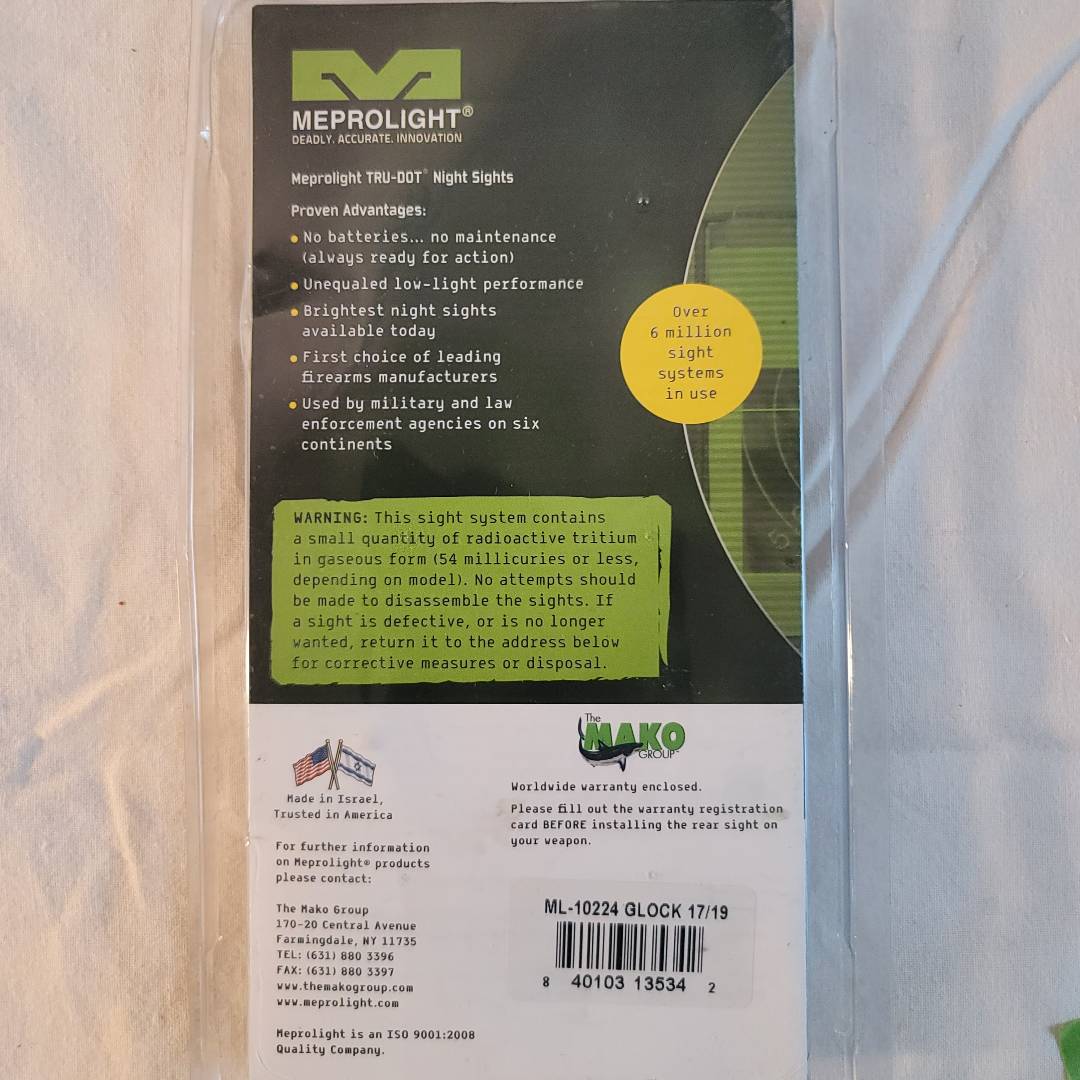 MEPROLIGHT®
DEADLY. ACCURATE. INNOVATION
Meprolight TRU-DOT® Night Sights
Proven Advantages:
• No batteries... no maintenance
(always ready for action)
• Unequaled low-light performance
• Brightest night sights
available today
• First choice of leading
firearms manufacturers
• Used by military and law
enforcement agencies on six
continents
Over
6 million
sight
systems
in use
WARNING: This sight system contains
a small quantity of radioactive tritium
in gaseous form (54 millicuries or less,
depending on model). No attempts should
be made to disassemble the sights. If
a sight is defective, or is no longer
wanted, return it to the address below
for corrective measures or disposal.
Made in Israel,
Trusted in America
For further information
on Meprolight® products
please contact:
The Mako Group
170-20 Central Avenue
Farmingdale, NY 11735
TEL: (631) 880 3396
FAX: (631) 880 3397
www.themakogroup.com
www.meprolight.com
Meprolight is an ISO 9001:2008
Quality Company.
The
MAKO
GROUP™
Worldwide warranty enclosed.
Please fill out the warranty registration
card BEFORE installing the rear sight on
your weapon.
ML-10224 GLOCK 17/19
8 40103 13534 2